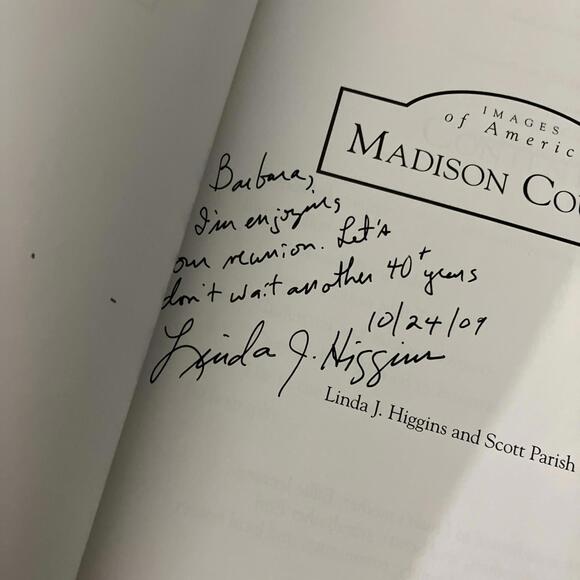 IMAGES
of America
MADISON COU
Barbara,
I'm enjoying
our reunion. Let's
don't wait another 40+ years
10/24/09
Linda J. Higgins
Linda J. Higgins and Scott Parish